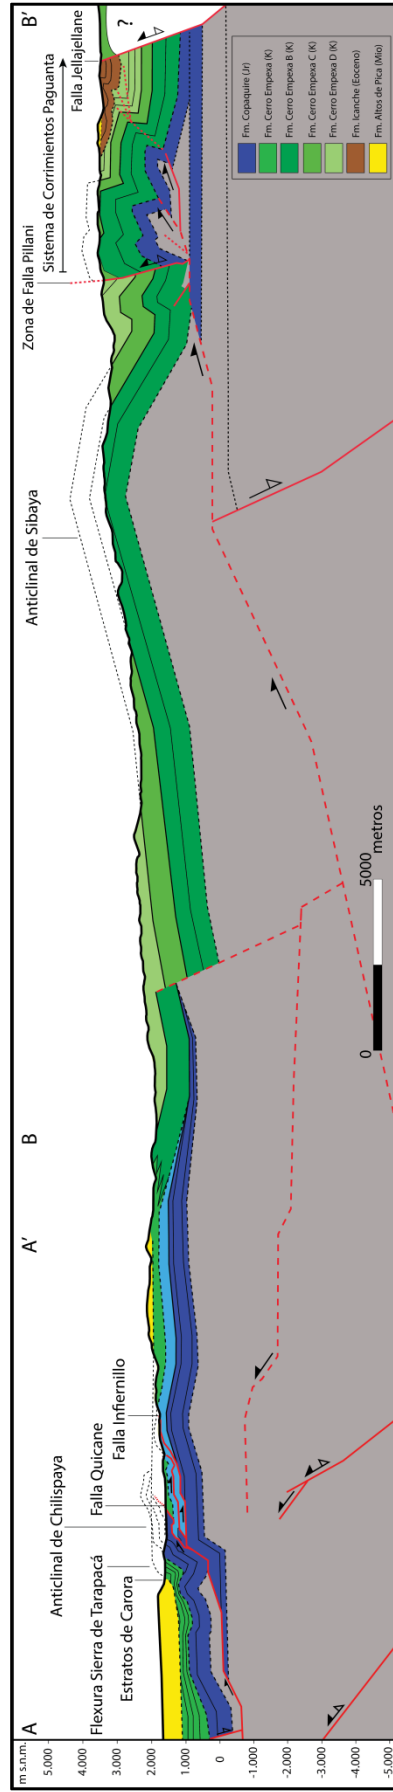 A
A'
B
B'
m s.n.m.
5.000
4.000
3.000
2.000
1.000
0
-1.000
-2.000
-3.000
-4.000
-5.000
Estratos de Carora
Flexura Sierra de Tarapacá
Anticlinal de Chilispaya
Falla Quicane
Falla Infiernillo
Anticlinal de Sibaya
Zona de Falla Pillani
Sistema de Corrimientos Paguanta
Falla Jellajellane
?
0
5000
metros
Fm. Copaquire (Jr)
Fm. Cerro Empexa (K)
Fm. Cerro Empexa B (K)
Fm. Cerro Empexa C (K)
Fm. Cerro Empexa D (K)
Fm. Icanche (Eoceno)
Fm. Altos de Pica (Mio)